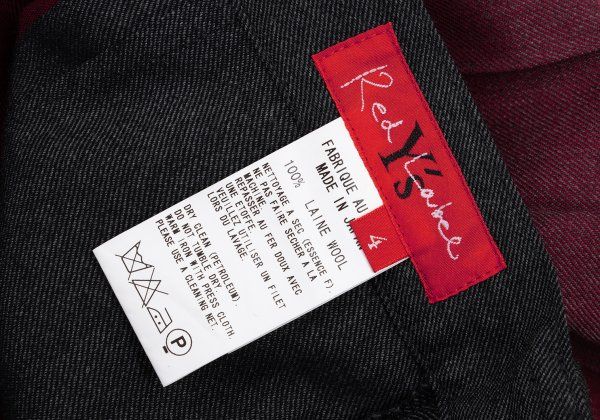 Red Label
Y's
4
FABRIQUE AU
MADE IN JAPAN
100% LAINE WOOL
NETTOYAGE A SEC (ESSENCE F).
NE PAS FAIRE SECHER A LA
MACHINE.
REPASSER AU FER DOUX AVEC
UNE ETOFFE.
VEUILLEZ UTILISER UN FILET
LORS DU LAVAGE.
DRY CLEAN (PETROLEUM).
DO NOT TUMBLE DRY.
WARM IRON WITH PRESS CLOTH.
PLEASE USE A CLEANING NET.
P